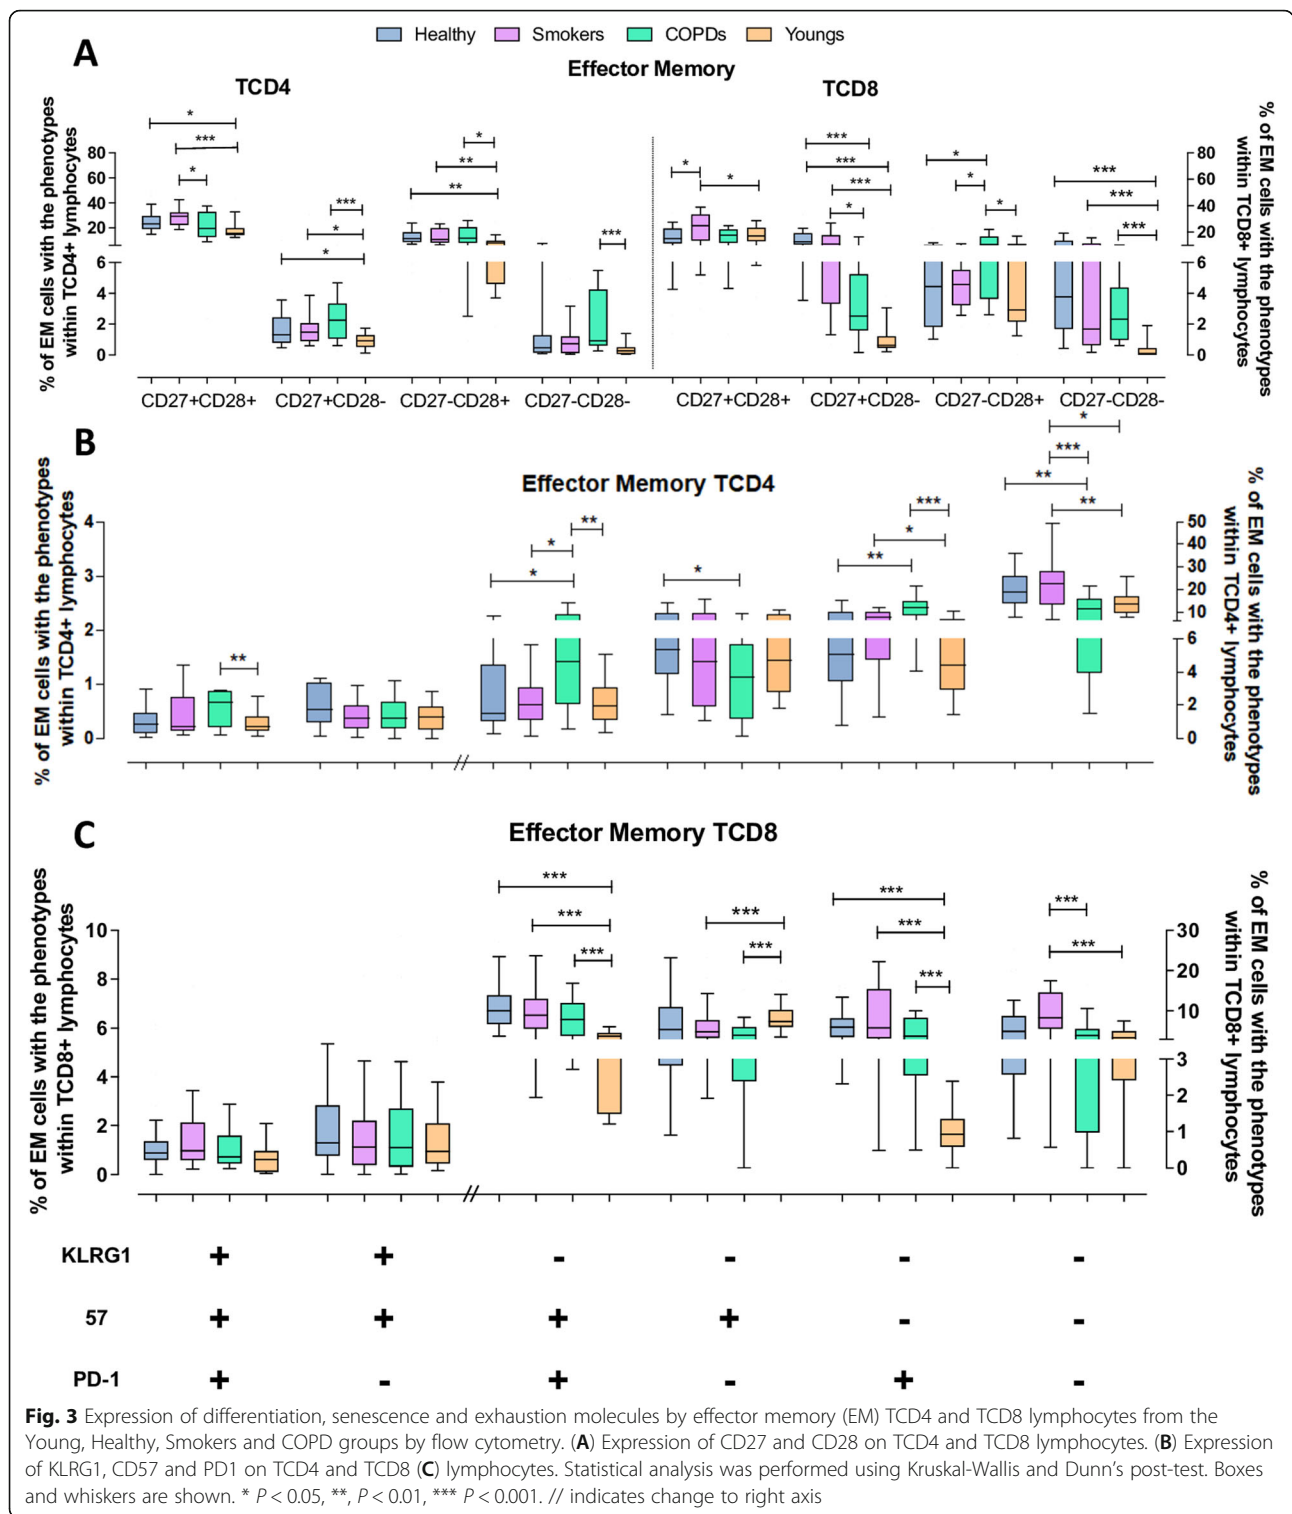 Healthy Smokers COPDs Youngs
A
Effector Memory
TCD4 TCD8
% of EM cells with the phenotypes
within TCD4+ lymphocytes
80
60
40
20
6
4
2
0
* *** * *** * * * ** ** ***
* * *** *** *** * * * * *** *** ***
80
60
40
20
6
4
2
0
% of EM cells with the phenotypes
within TCD8+ lymphocytes
CD27+CD28+ CD27+CD28- CD27-CD28+ CD27-CD28- CD27+CD28+ CD27+CD28- CD27-CD28+ CD27-CD28-
B
Effector Memory TCD4
% of EM cells with the phenotypes
within TCD4+ lymphocytes
4
3
2
1
0
** ** * * * *** * ** * *** ** **
50
40
30
20
10
6
4
2
0
% of EM cells with the phenotypes
within TCD4+ lymphocytes
//
C
Effector Memory TCD8
% of EM cells with the phenotypes
within TCD8+ lymphocytes
10
8
6
4
2
0
*** *** *** *** *** *** *** *** *** ***
30
20
10
3
2
1
0
% of EM cells with the phenotypes
within TCD8+ lymphocytes
//
KLRG1 + + - - - -
57 + + + + - -
PD-1 + - + - + -
Fig. 3 Expression of differentiation, senescence and exhaustion molecules by effector memory (EM) TCD4 and TCD8 lymphocytes from the
Young, Healthy, Smokers and COPD groups by flow cytometry. (A) Expression of CD27 and CD28 on TCD4 and TCD8 lymphocytes. (B) Expression
of KLRG1, CD57 and PD1 on TCD4 and TCD8 (C) lymphocytes. Statistical analysis was performed using Kruskal-Wallis and Dunn's post-test. Boxes
and whiskers are shown. * P < 0.05, **, P < 0.01, *** P < 0.001. // indicates change to right axis